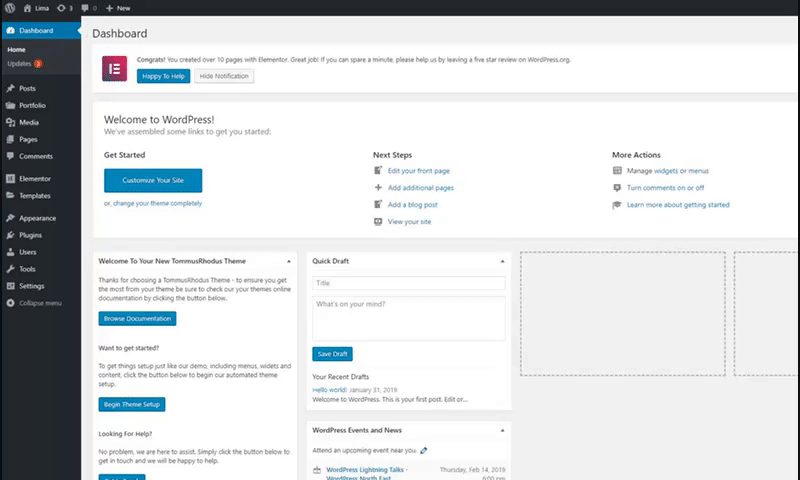 Lima 3 0 + New
Dashboard
Home
Updates 3
Posts
Portfolio
Media
Pages
Comments
Elementor
Templates
Appearance
Plugins
Users
Tools
Settings
Collapse menu
Dashboard
Congrats! You created over 10 pages with Elementor. Great job! If you can spare a minute, please help us by leaving a five star review on WordPress.org.
Happy To Help Hide Notification
Welcome to WordPress!
We've assembled some links to get you started:
Get Started
Customize Your Site
or, change your theme completely
Next Steps
Edit your front page
Add additional pages
Add a blog post
View your site
More Actions
Manage widgets or menus
Turn comments on or off
Learn more about getting started
Welcome To Your New TommusRhodus Theme
Thanks for choosing a TommusRhodus Theme - to ensure you get
the most from your theme be sure to check our your themes online
documentation by clicking the button below.
Browse Documentation
Want to get started?
To get things setup just like our demo, including menus, widets and
content, click the button below to begin our automated theme
setup.
Begin Theme Setup
Looking For Help?
No problem, we are here to assist. Simply click the button below to
get in touch and we will be happy to help.
Quick Draft
Title
What's on your mind?
Save Draft
Your Recent Drafts
Hello world! January 31, 2019
Welcome to WordPress. This is your first post. Edit or...
WordPress Events and News
Attend an upcoming event near you.
WordPress Lightning Talks - Thursday, Feb 14, 2019
WordPress North East 6:00 pm